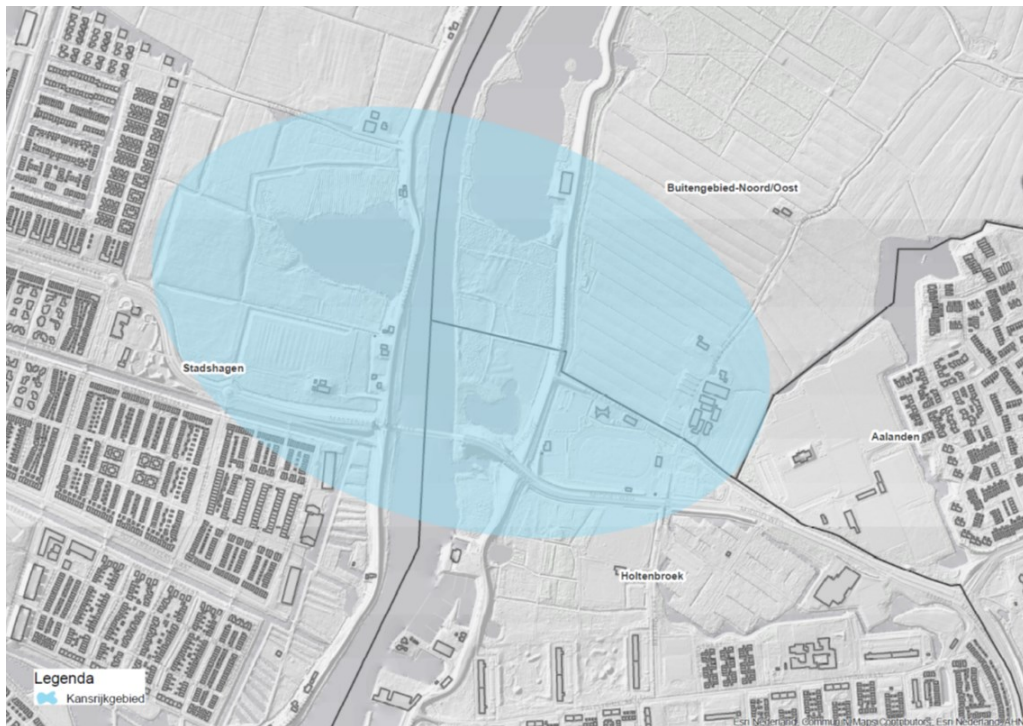 Buitengebied-Noord/Oost
Stadshagen
Aalanden
Holtenbroek
Legenda
Kansrijkgebied
Esri Nederland, Community Maps Contributors, Esri Nederland, AHN